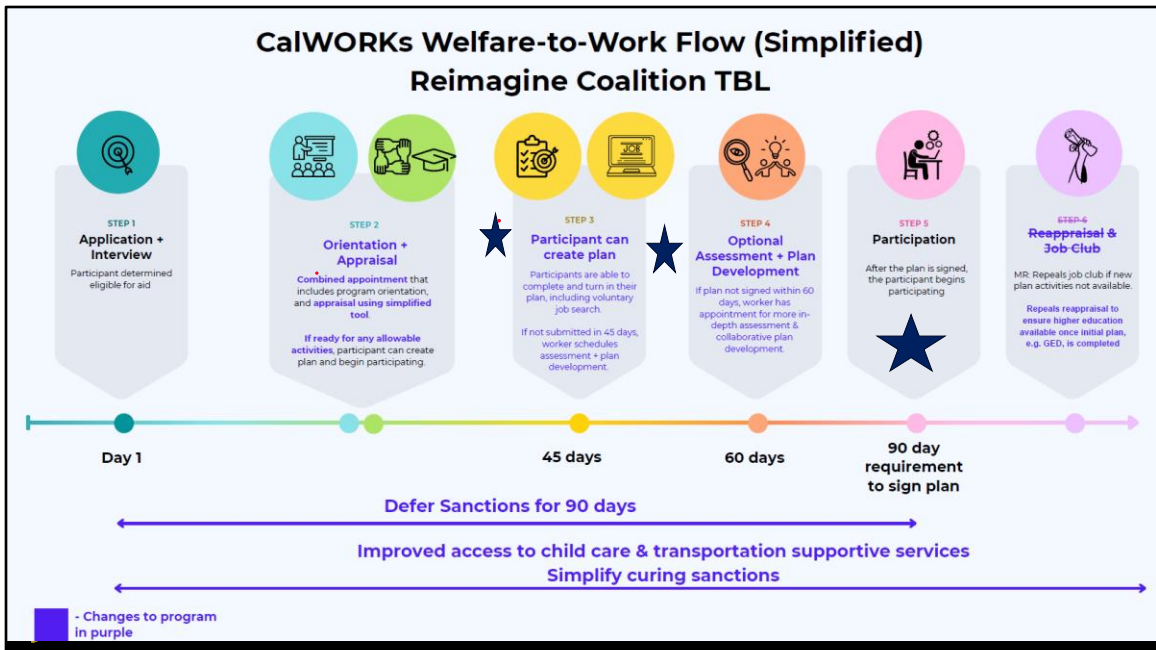 CalWORKs Welfare-to-Work Flow (Simplified)
Reimagine Coalition TBL
STEP 1
Application +
Interview
Participant determined
eligible for aid
STEP 2
Orientation +
Appraisal
Combined appointment that
includes program orientation,
and appraisal using simplified
tool.
If ready for any allowable
activities, participant can create
plan and begin participating.
JOB
STEP 3
Participant can
create plan
Participants are able to
complete and turn in their
plan, including voluntary
job search.
If not submitted in 45 days,
worker schedules
assessment + plan
development.
STEP 4
Optional
Assessment + Plan
Development
If plan not signed within 60
days, worker has
appointment for more in-
depth assessment &
collaborative plan
development.
STEP 5
Participation
After the plan is signed,
the participant begins
participating
STEP 6
Reappraisal &
Job Club
MR: Repeals job club if new
plan activities not available.
Repeals reappraisal to
ensure higher education
available once initial plan,
e.g. GED, is completed
Day 1
45 days
60 days
90 day
requirement
to sign plan
Defer Sanctions for 90 days
Improved access to child care & transportation supportive services
Simplify curing sanctions
- Changes to program
in purple